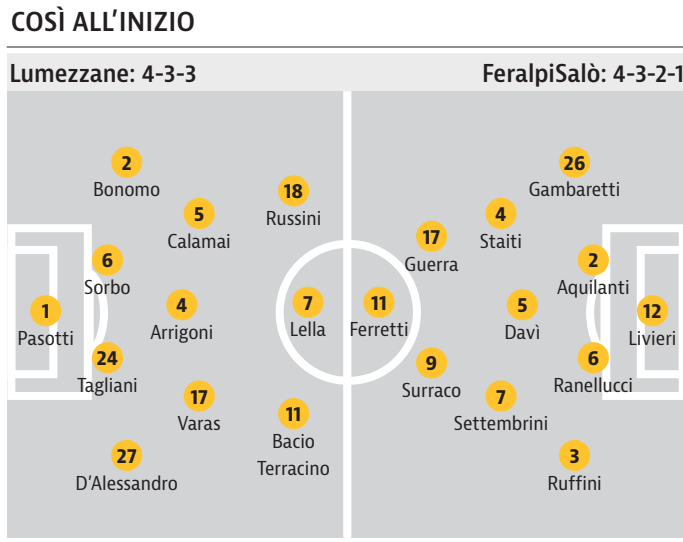 COSÌ ALL'INIZIO
Lumezzane: 4-3-3
FeralpiSalò: 4-3-2-1
2
Bonomo
5
Calamai
18
Russini
6
Sorbo
1
Pasotti
4
Arrigoni
7
Lella
24
Tagliani
17
Varas
11
Bacio
Terracino
27
D'Alessandro
26
Gambaretti
4
Staiti
17
Guerra
2
Aquilanti
11
Ferretti
5
Davì
12
Livieri
9
Surraco
6
Ranellucci
7
Settembrini
3
Ruffini